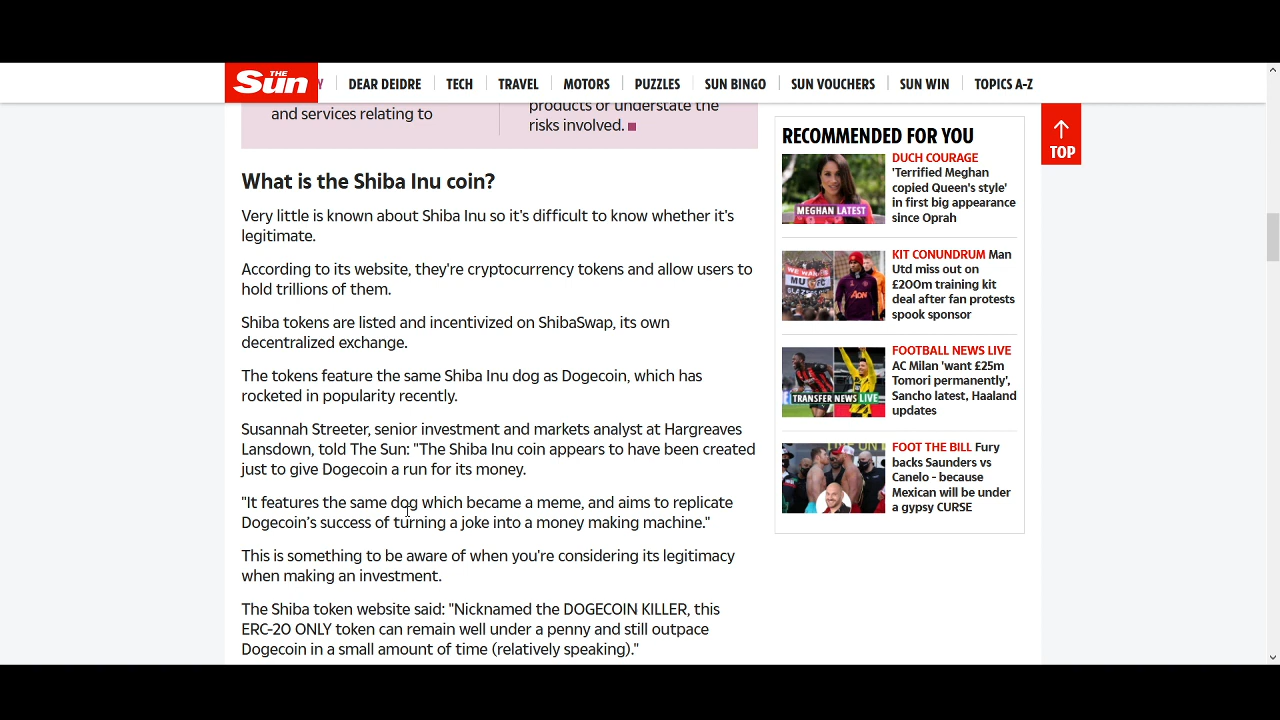 THE
Sun
Y
DEAR DEIDRE
TECH
TRAVEL
MOTORS
PUZZLES
SUN BINGO
SUN VOUCHERS
SUN WIN
TOPICS A-Z
and services relating to
products or understate the
risks involved.
TOP
What is the Shiba Inu coin?
Very little is known about Shiba Inu so it's difficult to know whether it's
legitimate.
According to its website, they're cryptocurrency tokens and allow users to
hold trillions of them.
Shiba tokens are listed and incentivized on ShibaSwap, its own
decentralized exchange.
The tokens feature the same Shiba Inu dog as Dogecoin, which has
rocketed in popularity recently.
Susannah Streeter, senior investment and markets analyst at Hargreaves
Lansdown, told The Sun: "The Shiba Inu coin appears to have been created
just to give Dogecoin a run for its money.
"It features the same dog which became a meme, and aims to replicate
Dogecoin’s success of turning a joke into a money making machine."
This is something to be aware of when you're considering its legitimacy
when making an investment.
The Shiba token website said: "Nicknamed the DOGECOIN KILLER, this
ERC-20 ONLY token can remain well under a penny and still outpace
Dogecoin in a small amount of time (relatively speaking)."
RECOMMENDED FOR YOU
MEGHAN LATEST
DUCH COURAGE
'Terrified Meghan
copied Queen's style'
in first big appearance
since Oprah
WE WANT
MU FC
GLAZERS OUT
AON
KIT CONUNDRUM Man
Utd miss out on
£200m training kit
deal after fan protests
spook sponsor
TRANSFER NEWS LIVE
FOOTBALL NEWS LIVE
AC Milan 'want £25m
Tomori permanently',
Sancho latest, Haaland
updates
FOOT THE BILL Fury
backs Saunders vs
Canelo - because
Mexican will be under
a gypsy CURSE